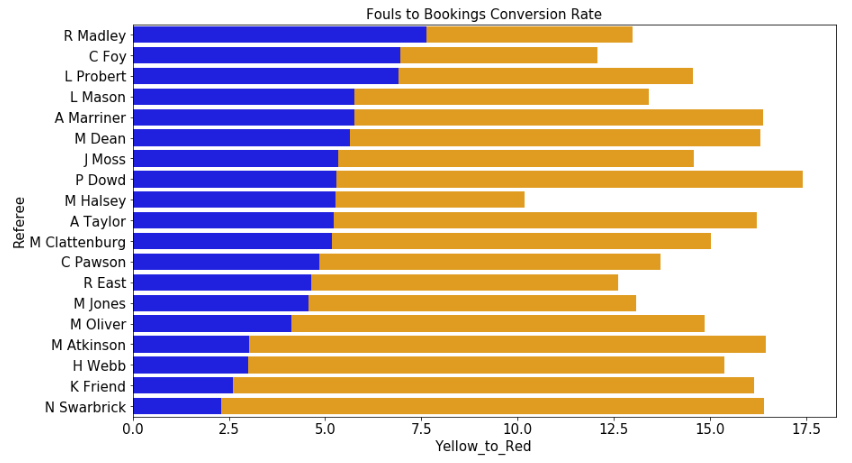 Fouls to Bookings Conversion Rate
R Madley
C Foy
L Probert
L Mason
A Marriner
M Dean
J Moss
P Dowd
M Halsey
A Taylor
M Clattenburg
C Pawson
R East
M Jones
M Oliver
M Atkinson
H Webb
K Friend
N Swarbrick
Referee
0.0 2.5 5.0 7.5 10.0 12.5 15.0 17.5
Yellow_to_Red